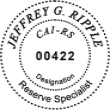 JEFFREY G. RIPPLE
CAI-RS
00422
Designation
Reserve Specialist